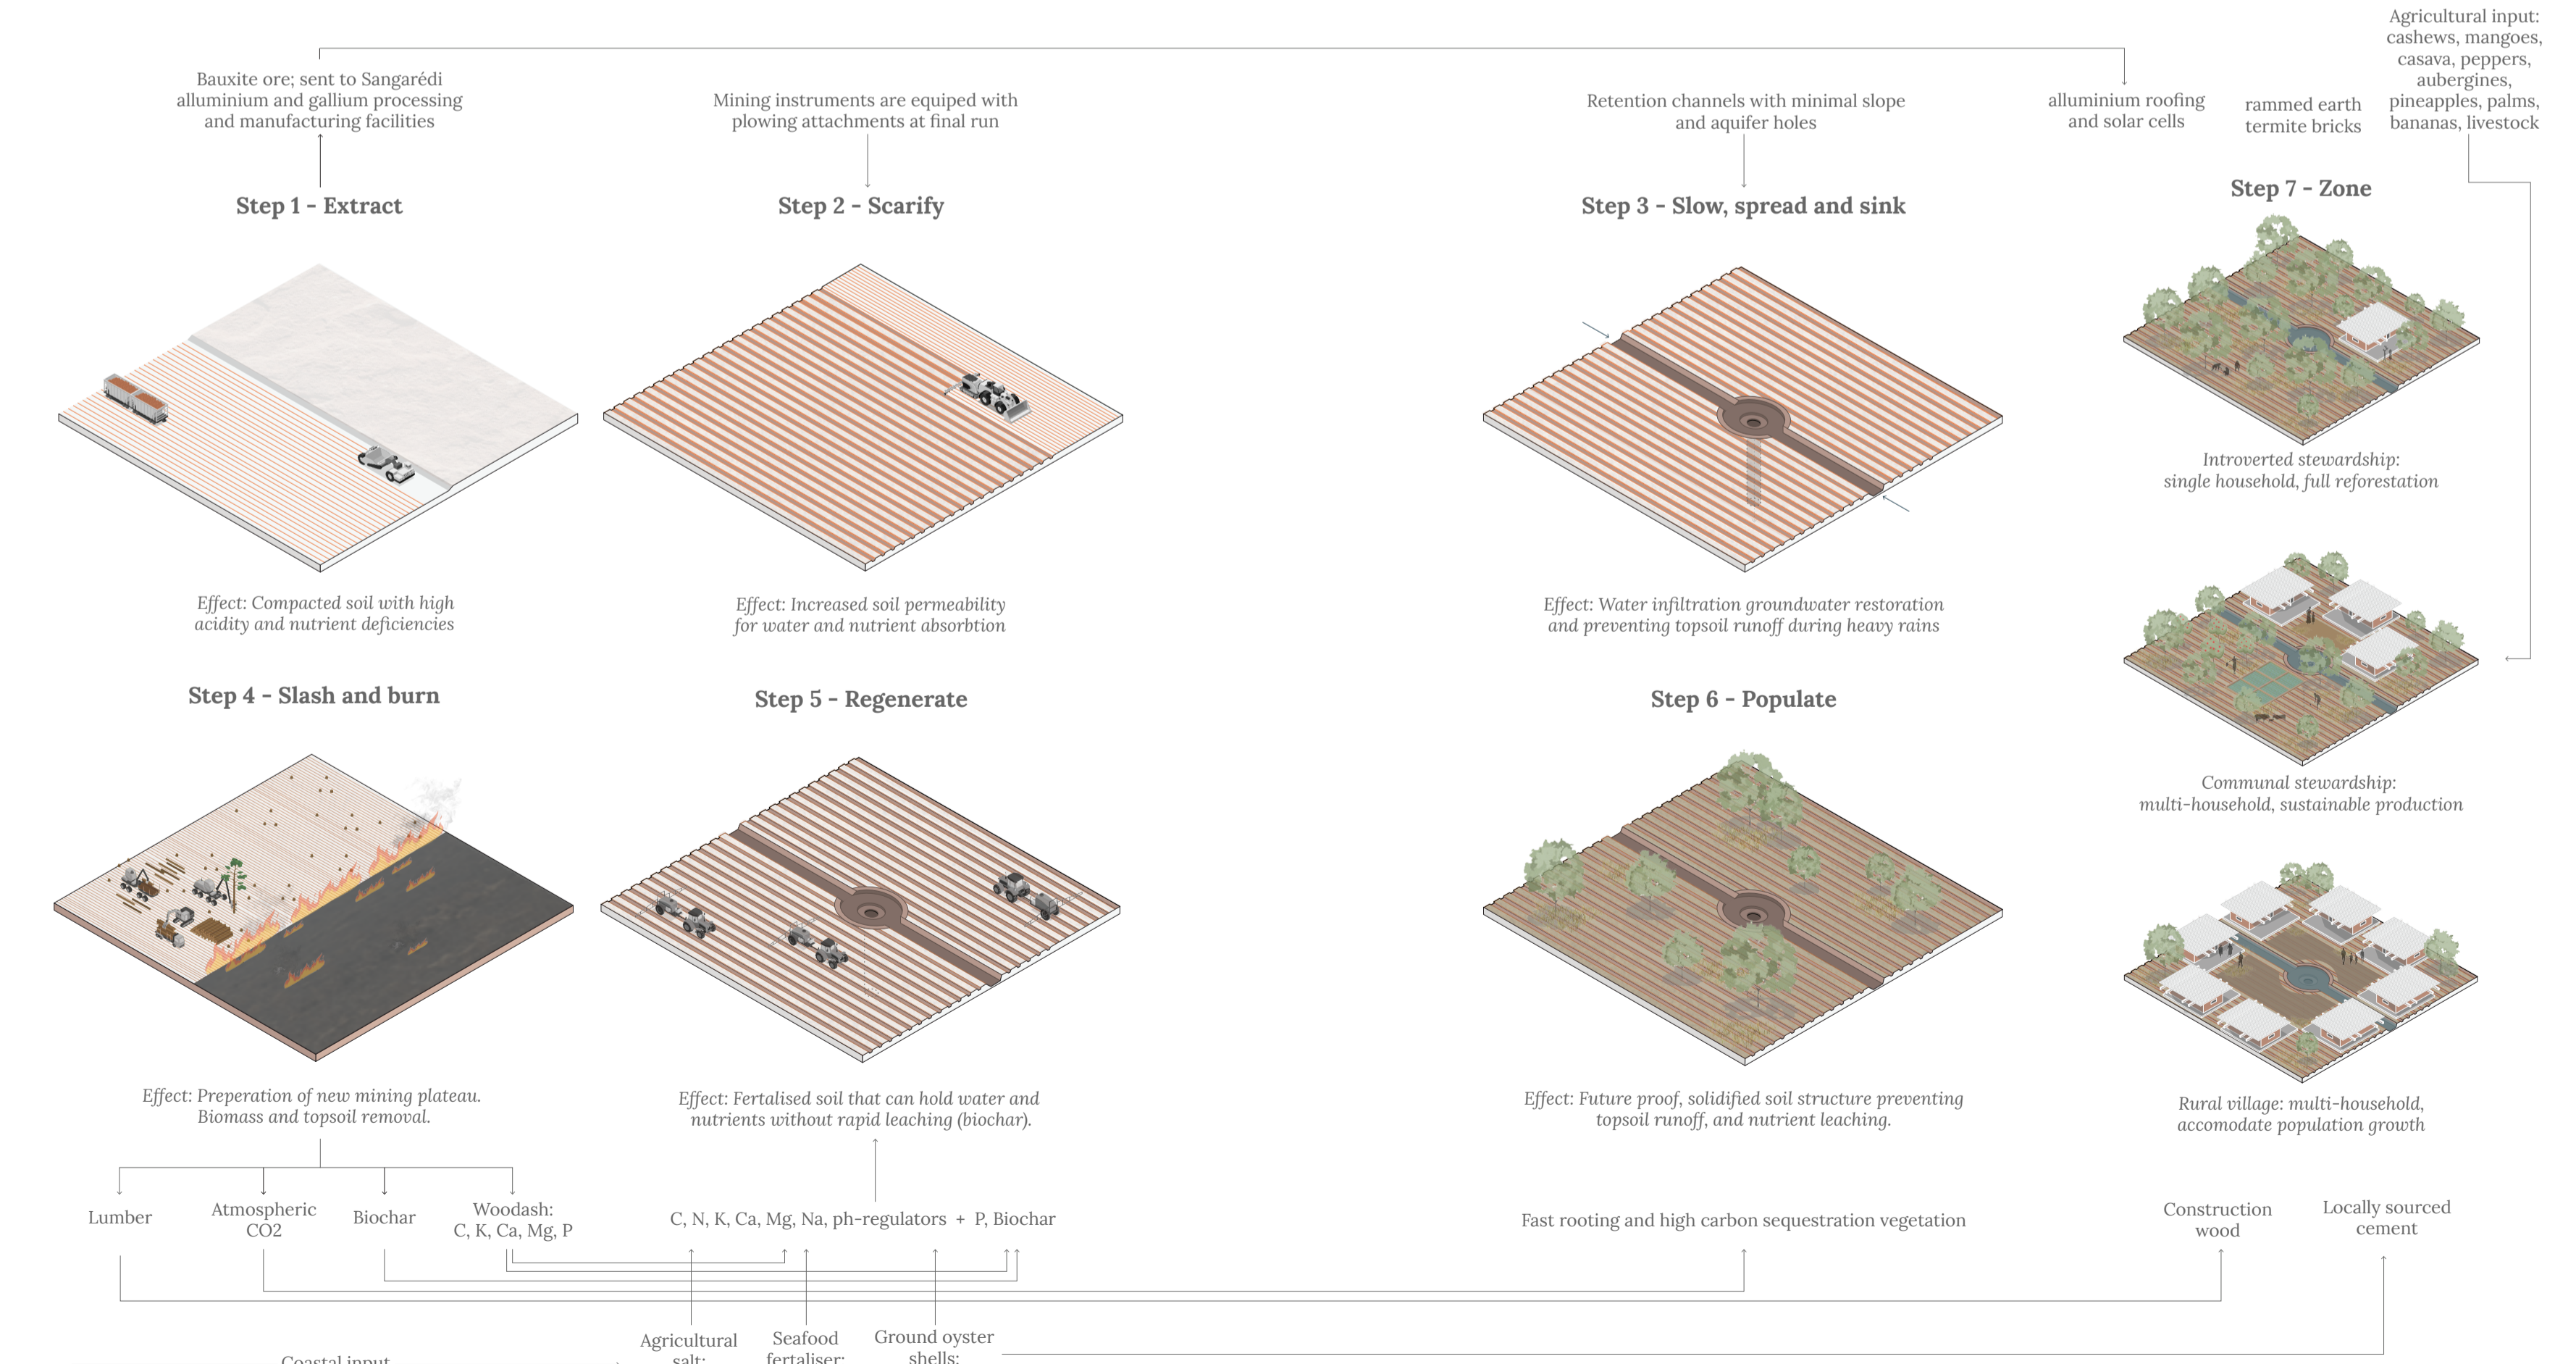 Bauxite ore; sent to Sangarédi
alluminium and gallium processing
and manufacturing facilities
Mining instruments are equiped with
plowing attachments at final run
Retention channels with minimal slope
and aquifer holes
alluminium roofing
and solar cells
rammed earth
termite bricks
Agricultural input:
cashews, mangoes,
casava, peppers,
aubergines,
pineapples, palms,
bananas, livestock
Step 1 - Extract
Step 2 - Scarify
Step 3 - Slow, spread and sink
Step 7 - Zone
Effect: Compacted soil with high
acidity and nutrient deficiencies
Effect: Increased soil permeability
for water and nutrient absorbtion
Effect: Water infiltration groundwater restoration
and preventing topsoil runoff during heavy rains
Introverted stewardship:
single household, full reforestation
Step 4 - Slash and burn
Step 5 - Regenerate
Step 6 - Populate
Communal stewardship:
multi-household, sustainable production
Effect: Preperation of new mining plateau.
Biomass and topsoil removal.
Effect: Fertalised soil that can hold water and
nutrients without rapid leaching (biochar).
Effect: Future proof, solidified soil structure preventing
topsoil runoff, and nutrient leaching.
Rural village: multi-household,
accomodate population growth
Lumber
Atmospheric
CO2
Biochar
Woodash:
C, K, Ca, Mg, P
C, N, K, Ca, Mg, Na, ph-regulators + P, Biochar
Fast rooting and high carbon sequestration vegetation
Construction
wood
Locally sourced
cement
Coastal input
Agricultural
salt:
Seafood
fertaliser:
Ground oyster
shells: